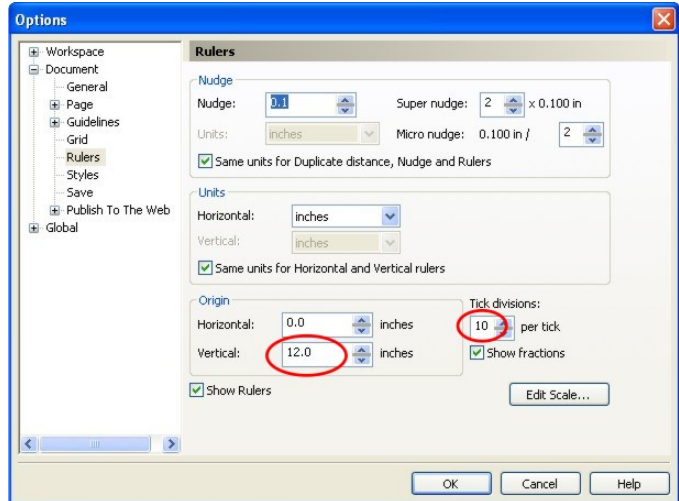 Options
Workspace
Document
General
Page
Guidelines
Grid
Rulers
Styles
Save
Publish To The Web
Global
Rulers
Nudge
Nudge: 0.1 Super nudge: 2 x 0.100 in
Units: inches Micro nudge: 0.100 in / 2
Same units for Duplicate distance, Nudge and Rulers
Units
Horizontal: inches
Vertical: inches
Same units for Horizontal and Vertical rulers
Origin Tick divisions:
Horizontal: 0.0 inches 10 per tick
Vertical: 12.0 inches Show fractions
Show Rulers Edit Scale...
OK Cancel Help